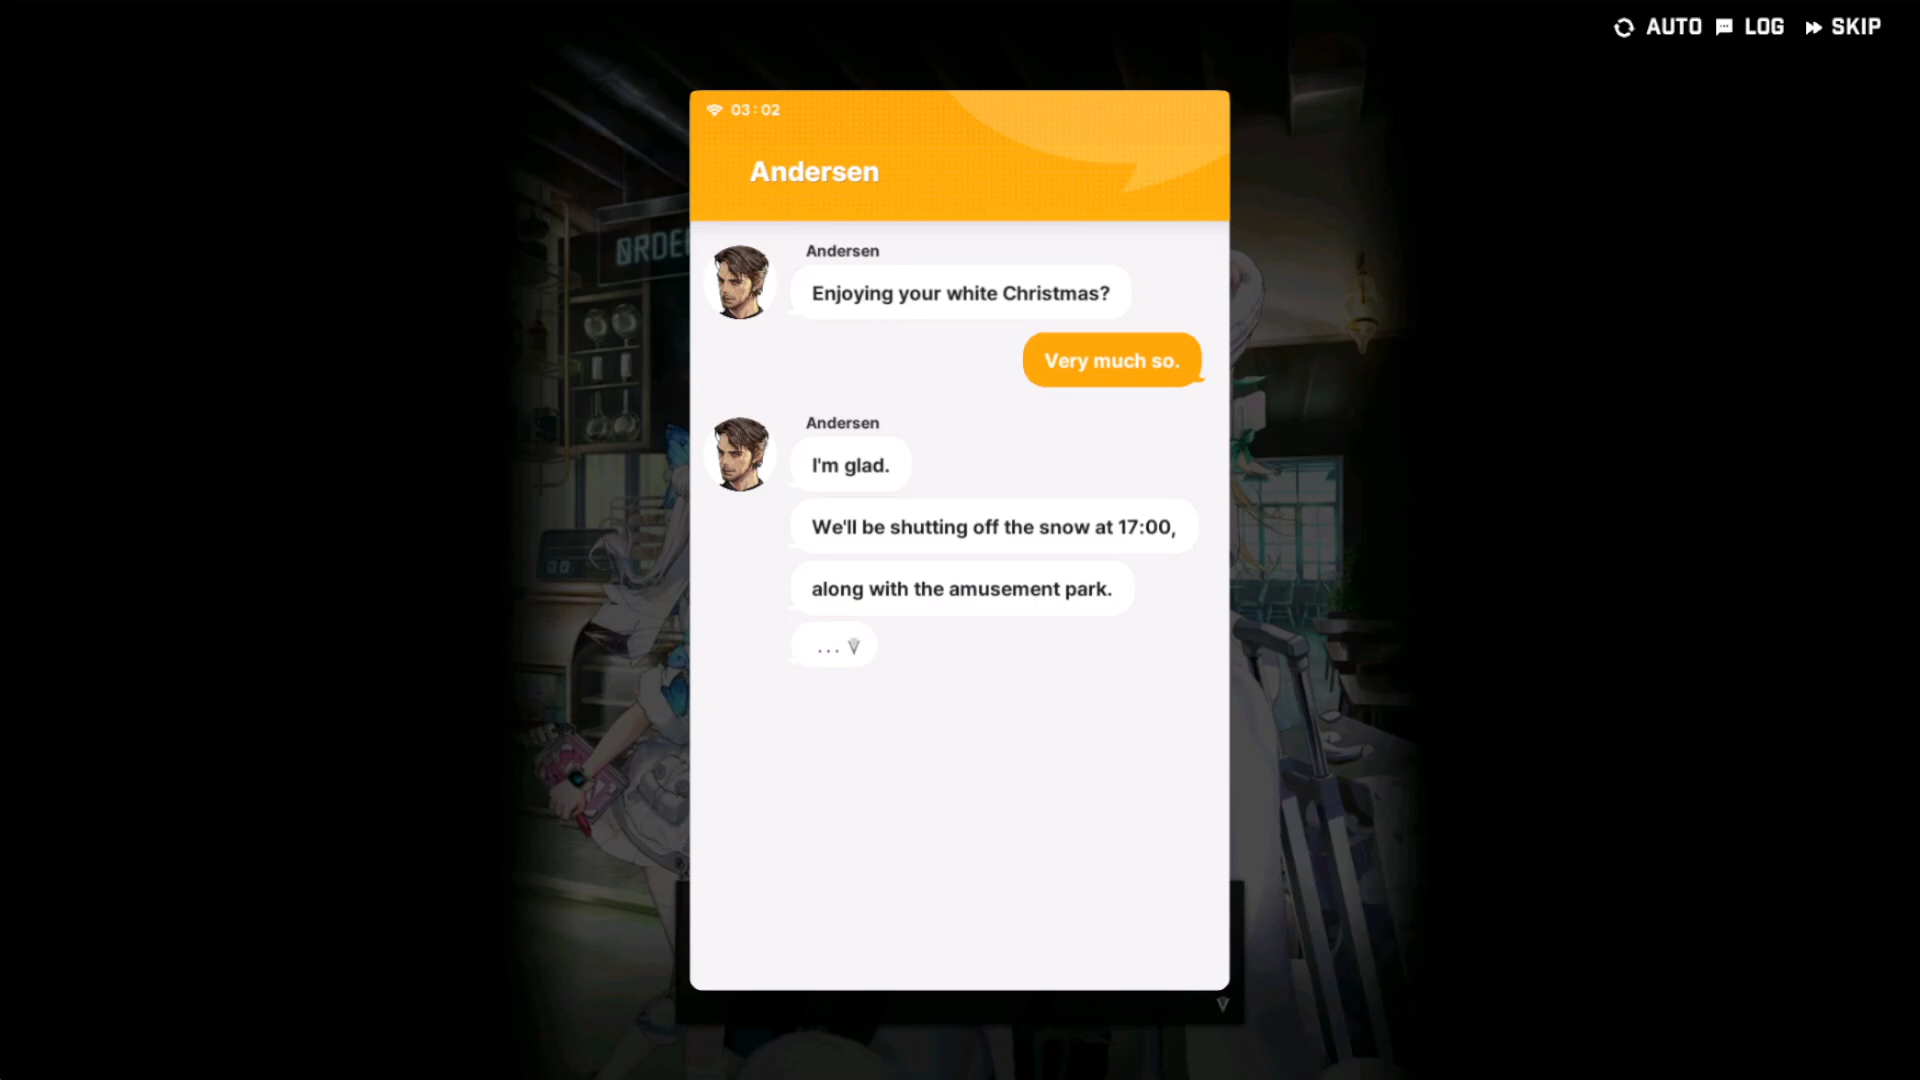 AUTO LOG SKIP
03:02
Andersen
Andersen
Enjoying your white Christmas?
Very much so.
Andersen
I'm glad.
We'll be shutting off the snow at 17:00,
along with the amusement park.
...